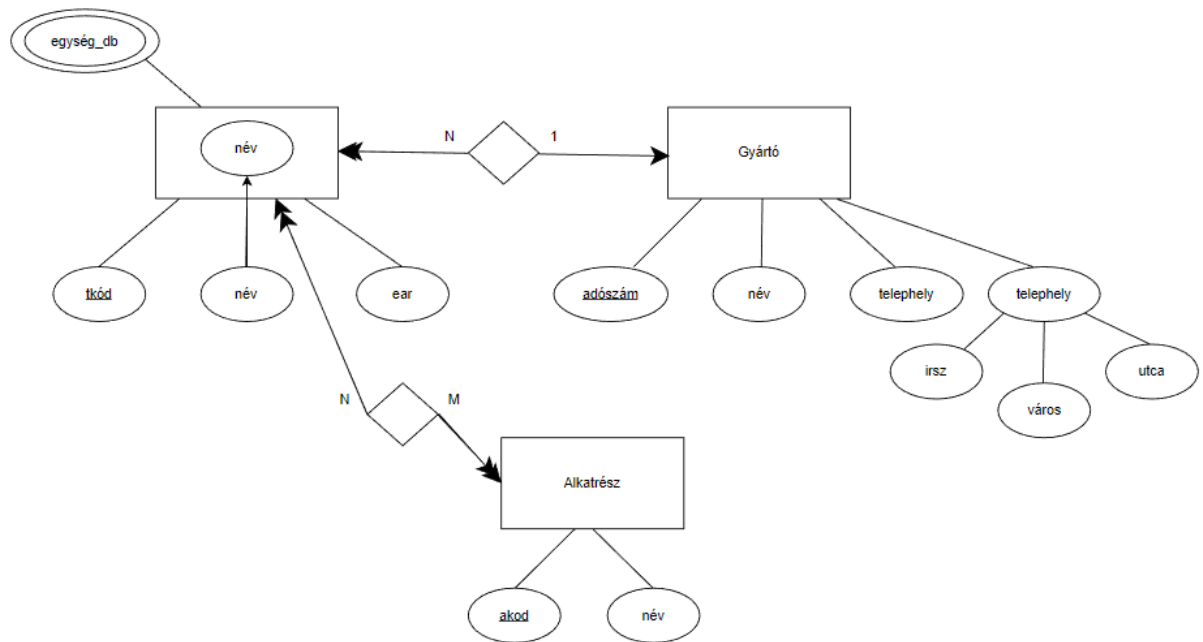 egység_db
név
N
1
Gyártó
tkód
név
ear
adószám
név
telephely
telephely
irsz
város
utca
N
M
Alkatrész
akod
név